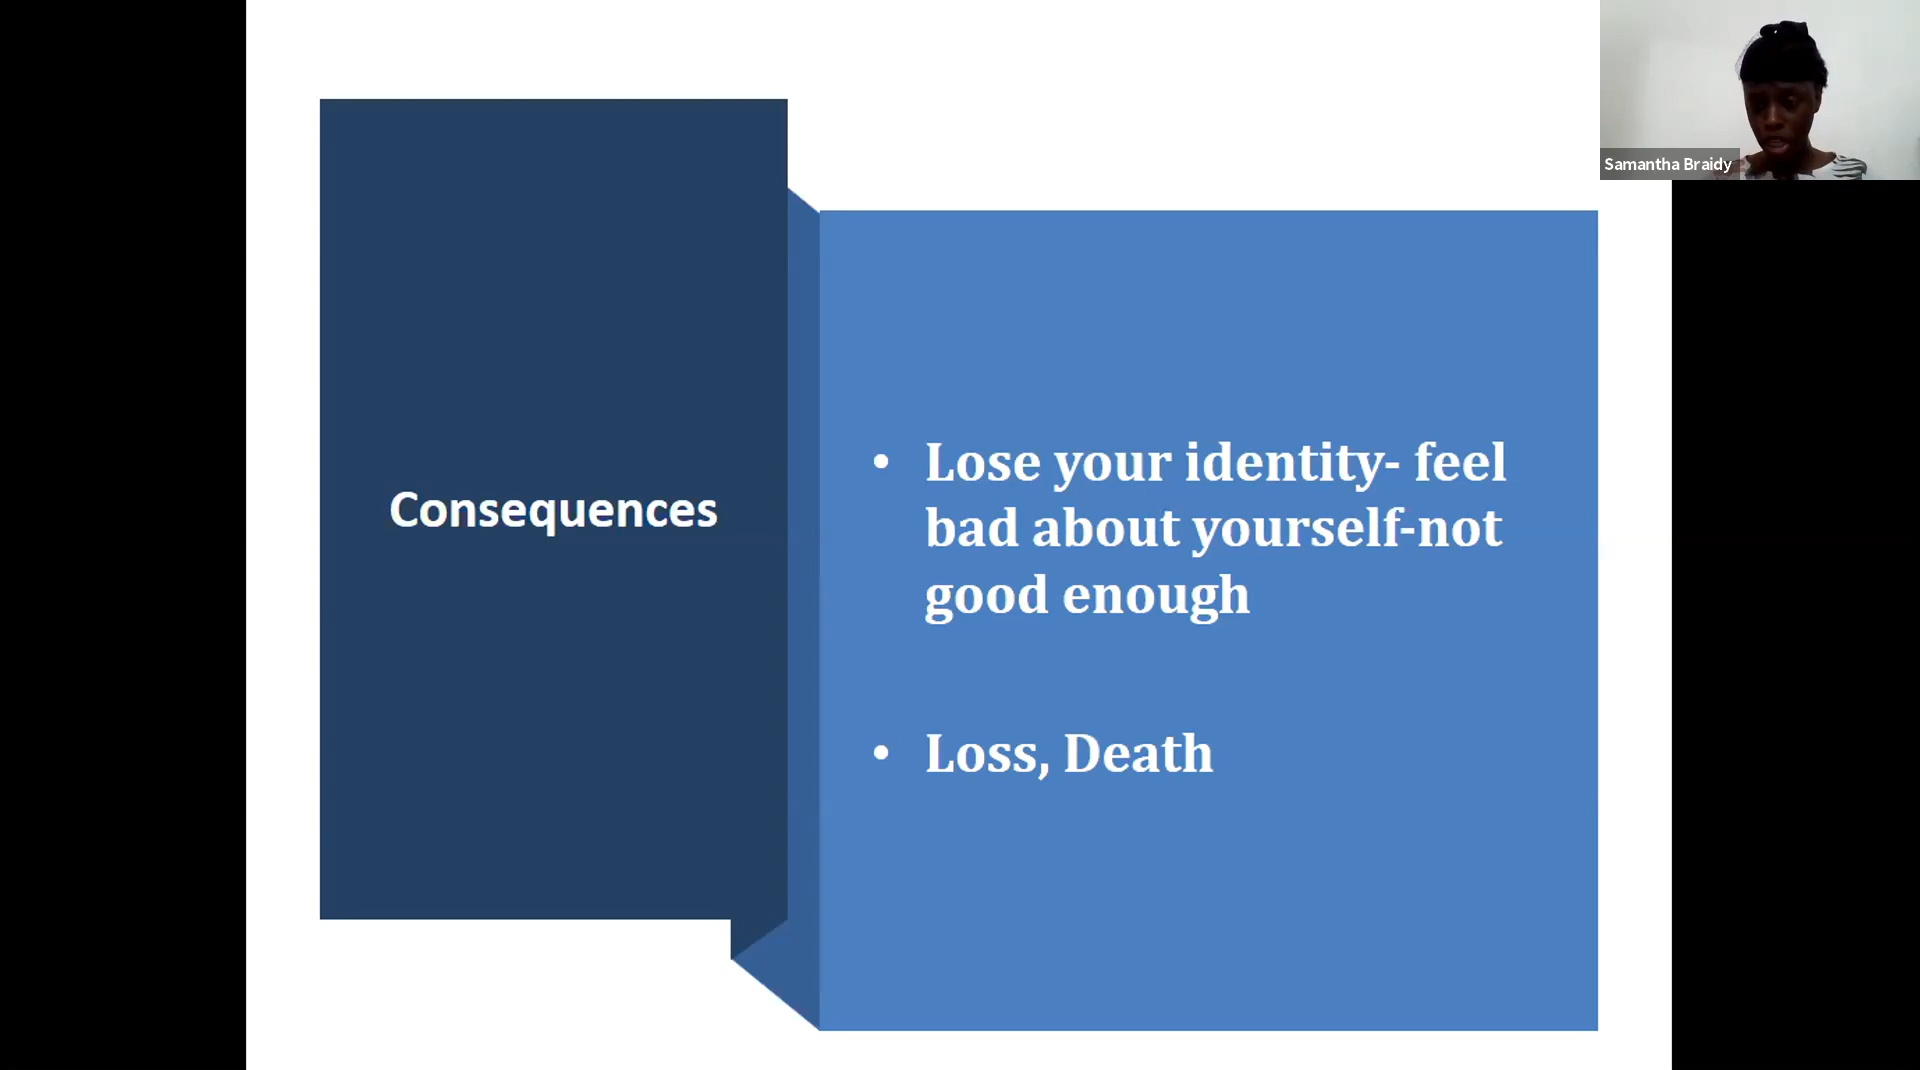 Samantha Braidy
Consequences
• Lose your identity- feel
bad about yourself-not
good enough
• Loss, Death